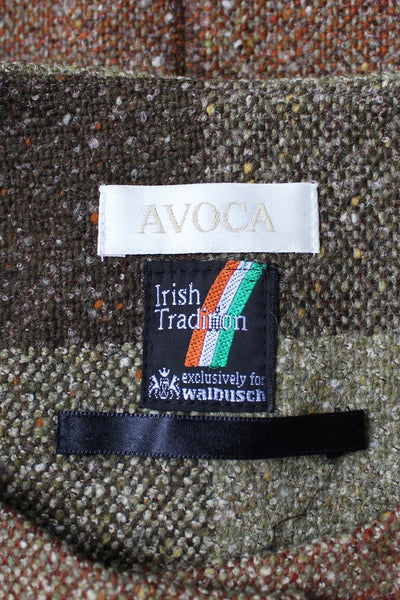 AVOCA
Irish
Tradition
exclusively for
walbusch